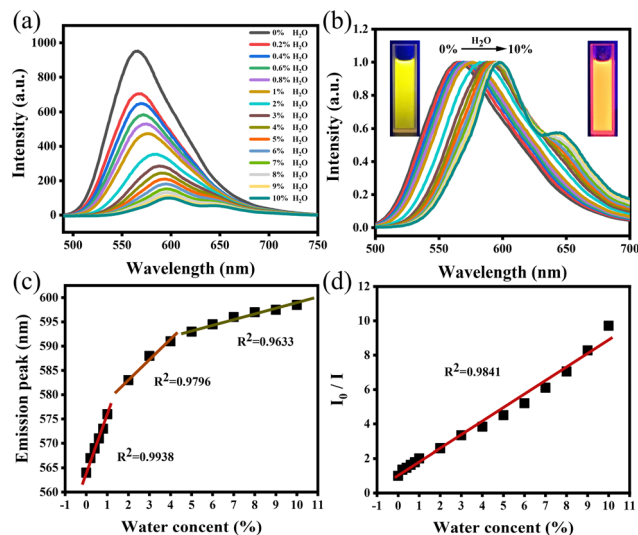 (a)
1000
800
600
400
200
0
Intensity (a.u.)
500 550 600 650 700 750
Wavelength (nm)
0% H2O
0.2% H2O
0.4% H2O
0.6% H2O
0.8% H2O
1% H2O
2% H2O
3% H2O
4% H2O
5% H2O
6% H2O
7% H2O
8% H2O
9% H2O
10% H2O
(b)
H2O
0% 10%
1.0
0.8
0.6
0.4
0.2
0.0
Intensity (a.u.)
500 550 600 650 700
Wavelength (nm)
(c)
600
595
590
585
580
575
570
565
560
Emission peak (nm)
R2=0.9633
R2=0.9796
R2=0.9938
-1 0 1 2 3 4 5 6 7 8 9 10 11
Water concent (%)
(d)
12
10
8
6
4
2
0
I0 / I
R2=0.9841
-1 0 1 2 3 4 5 6 7 8 9 10 11
Water concent (%)